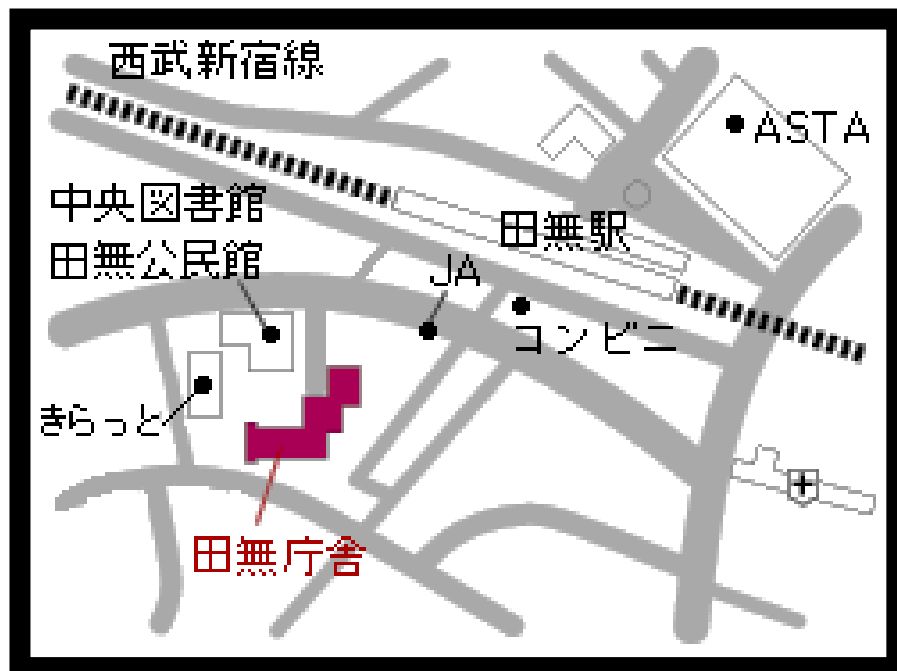 西武新宿線
ASTA
中央図書館
田無公民館
田無駅
JA
コンビニ
きらっと
田無庁舎